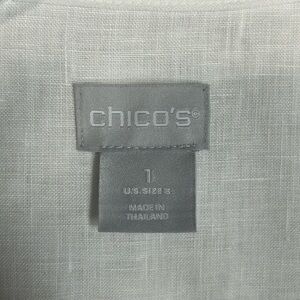 chico's®
1
U.S. SIZE 8
MADE IN
THAILAND